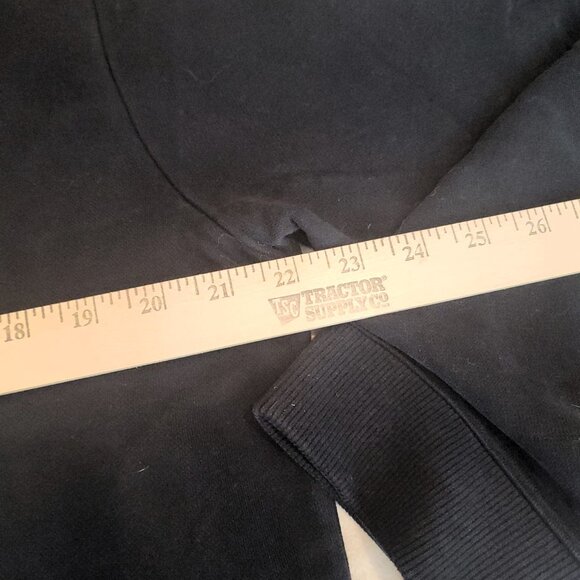 18 19 20 21 22 23 24 25 26
TSC TRACTOR
SUPPLY CO